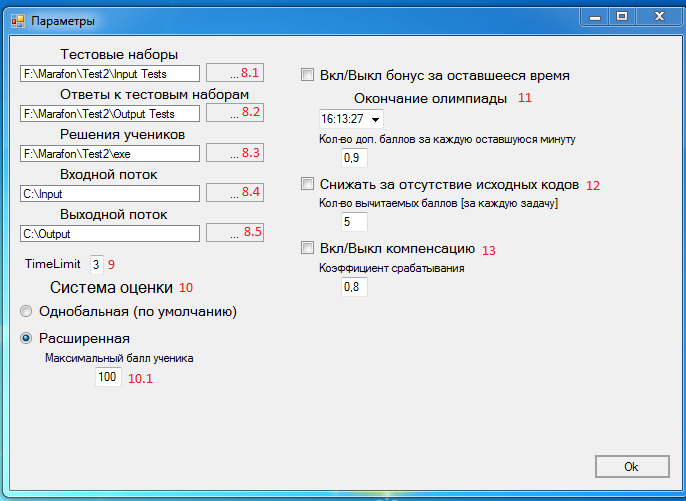 Параметры
Тестовые наборы
F:\Marafon\Test2\Input Tests
... 8.1
Ответы к тестовым наборам
F:\Marafon\Test2\Output Tests
... 8.2
Решения учеников
F:\Marafon\Test2\exe
... 8.3
Входной поток
C:\Input
... 8.4
Выходной поток
C:\Output
... 8.5
TimeLimit 3 9
Система оценки 10
Однобальная (по умолчанию)
Расширенная
Максимальный балл ученика
100 10.1
Вкл/Выкл бонус за оставшееся время
Окончание олимпиады 11
16:13:27
Кол-во доп. баллов за каждую оставшуюся минуту
0,9
Снижать за отсутствие исходных кодов 12
Кол-во вычитаемых баллов [за каждую задачу]
5
Вкл/Выкл компенсацию 13
Коэффициент срабатывания
0,8
Ok